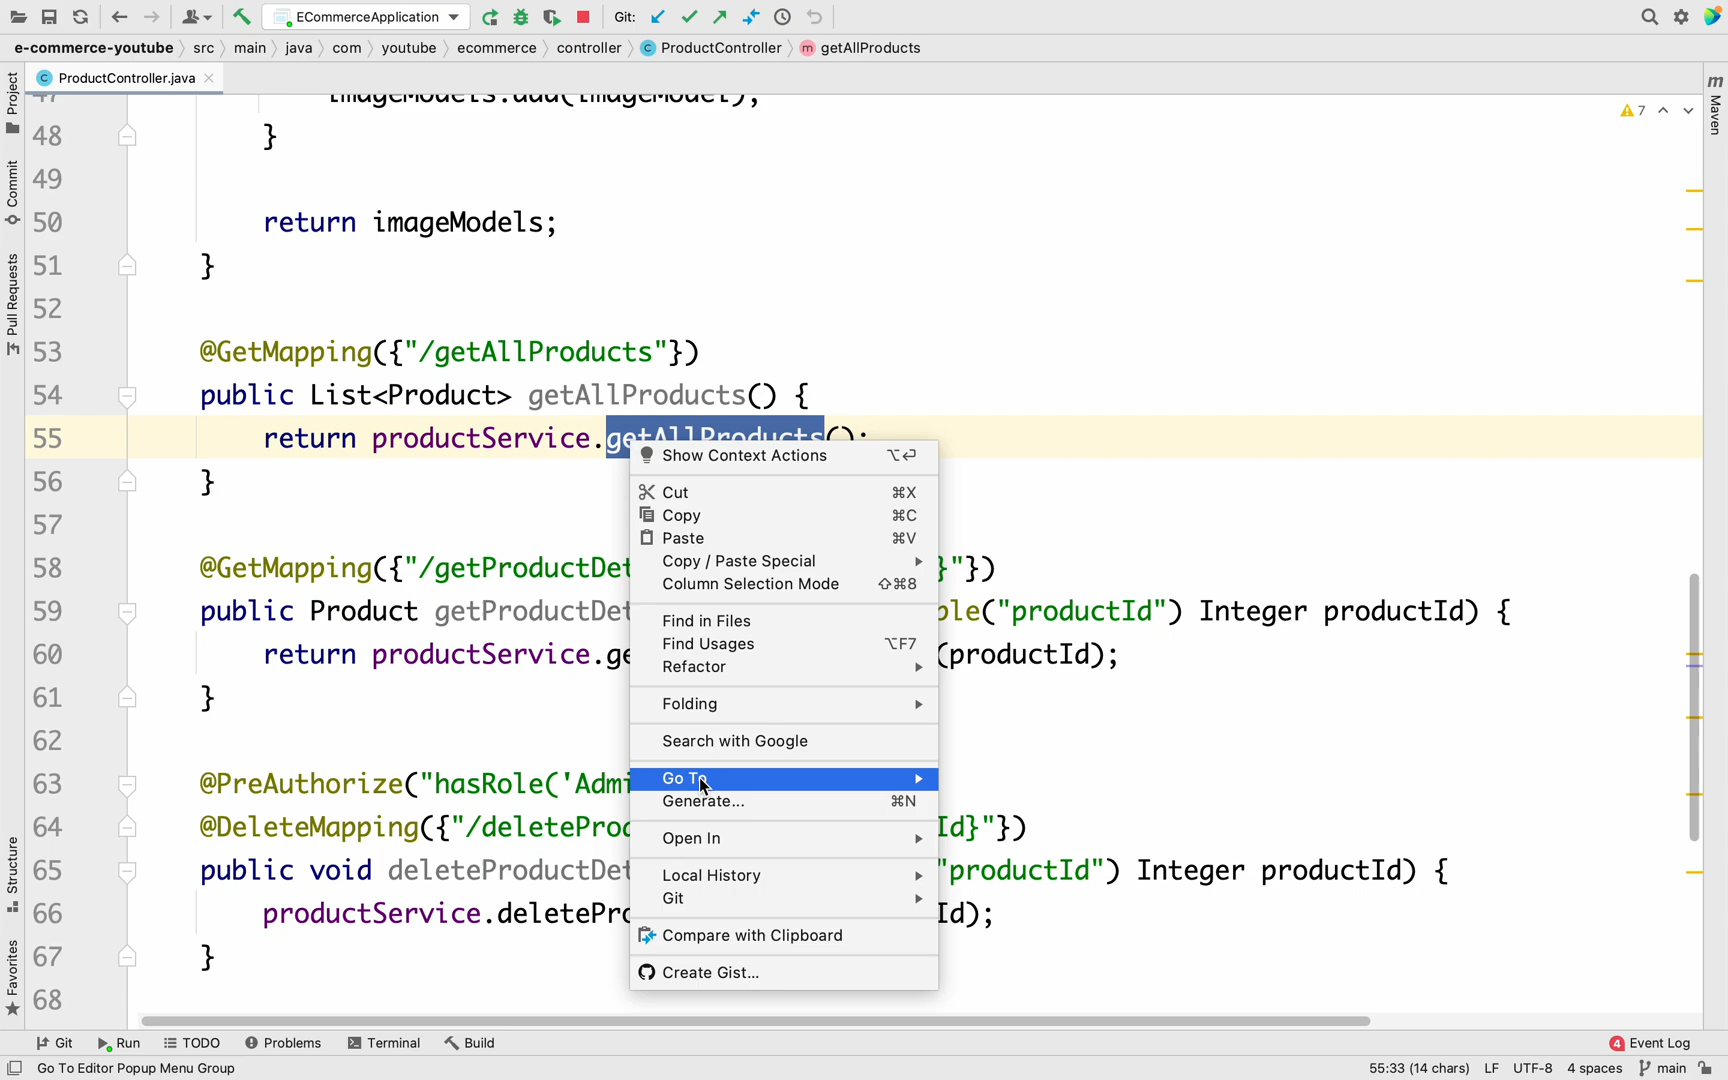 ECommerceApplication Git:
e-commerce-youtube src main java com youtube ecommerce controller ProductController getAllProducts
ProductController.java
Project
Commit
Pull Requests
Structure
Favorites
Maven
7
47 imageModels.add(imageModel);
48 }
49
50 return imageModels;
51 }
52
53 @GetMapping({"/getAllProducts"})
54 public List<Product> getAllProducts() {
55 return productService.getAllProducts();
56 }
57
58 @GetMapping({"/getProductDet }"})
59 public Product getProductDet ble("productId") Integer productId) {
60 return productService.ge (productId);
61 }
62
63 @PreAuthorize("hasRole('Admi
64 @DeleteMapping({"/deletePro Id}"})
65 public void deleteProductDet "productId") Integer productId) {
66 productService.deletePro Id);
67 }
68
Show Context Actions ⌥⏎
Cut ⌘X
Copy ⌘C
Paste ⌘V
Copy / Paste Special
Column Selection Mode ⇧⌘8
Find in Files
Find Usages ⌥F7
Refactor
Folding
Search with Google
Go To
Generate... ⌘N
Open In
Local History
Git
Compare with Clipboard
Create Gist...
Git Run TODO Problems Terminal Build 4 Event Log
Go To Editor Popup Menu Group 55:33 (14 chars) LF UTF-8 4 spaces main